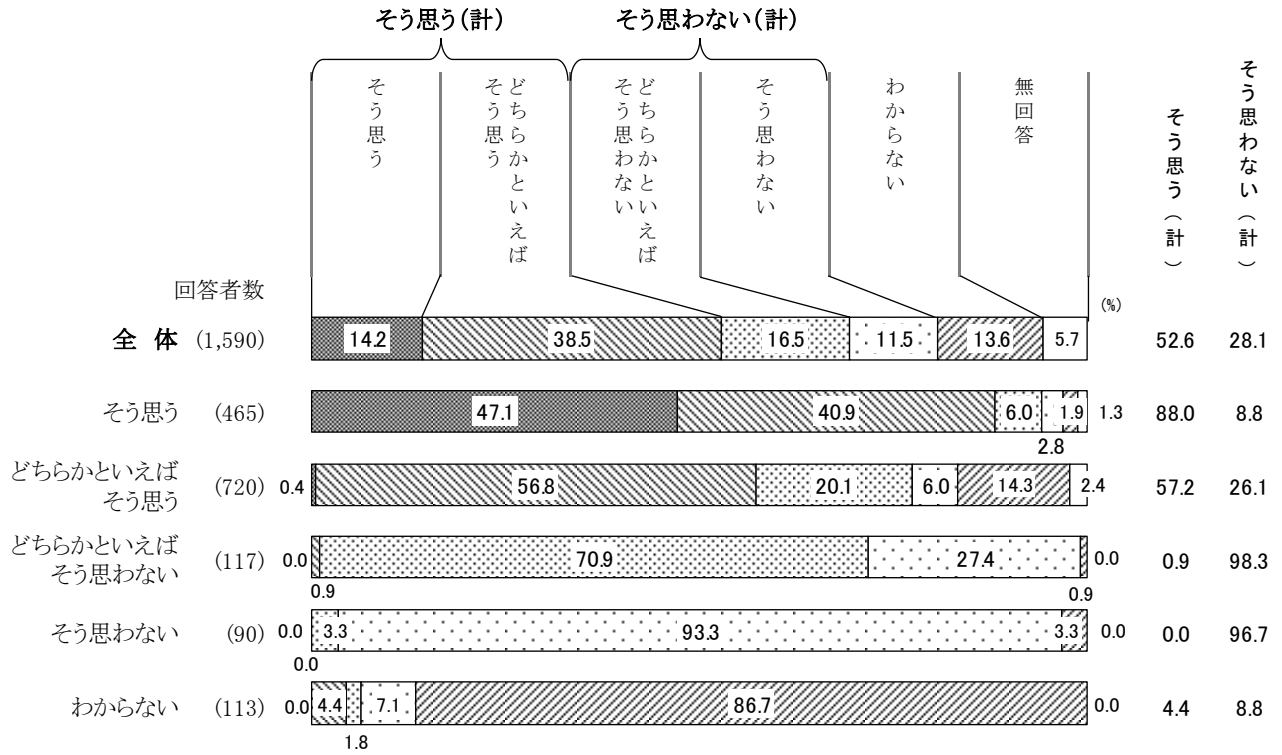 そう思う(計)
そう思わない(計)
そう思う
どちらかといえば
そう思う
どちらかといえば
そう思わない
そう思わない
わからない
無回答
そう思う(計)
そう思わない(計)
回答者数
(%)
全 体 (1,590) 14.2 38.5 16.5 11.5 13.6 5.7 52.6 28.1
そう思う (465) 47.1 40.9 6.0 2.8 1.9 1.3 88.0 8.8
どちらかといえば
そう思う (720) 0.4 56.8 20.1 6.0 14.3 2.4 57.2 26.1
どちらかといえば
そう思わない (117) 0.0 0.9 70.9 27.4 0.9 0.0 0.9 98.3
そう思わない (90) 0.0 0.0 3.3 93.3 3.3 0.0 0.0 96.7
わからない (113) 0.0 4.4 1.8 7.1 86.7 0.0 4.4 8.8